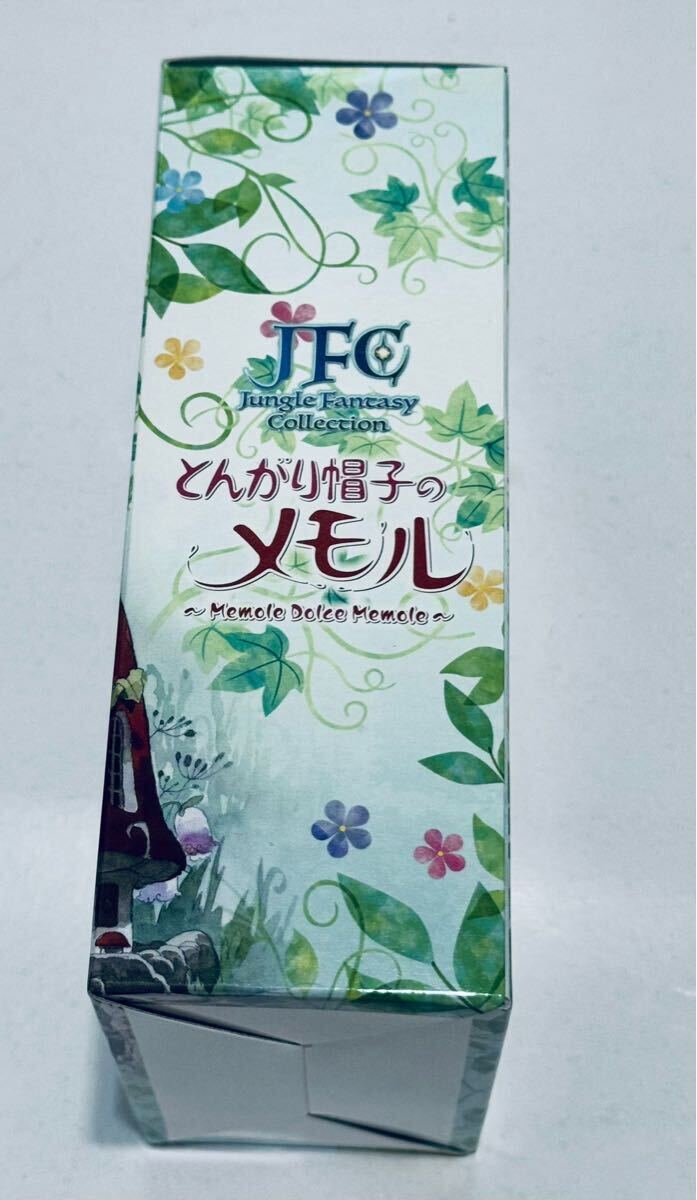 JFC
Jungle Fantasy
Collection
とんがり帽子の
メモル
～Memole Dolce Memole～